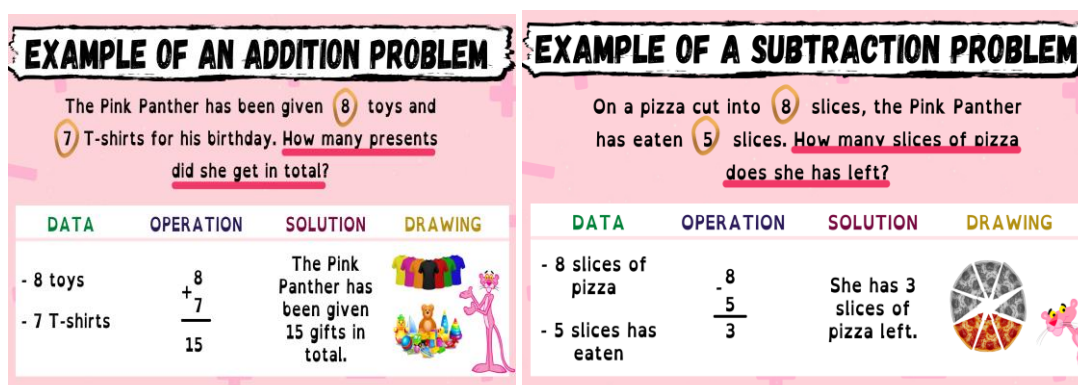 EXAMPLE OF AN ADDITION PROBLEM
The Pink Panther has been given 8 toys and
7 T-shirts for his birthday. How many presents
did she get in total?
DATA OPERATION SOLUTION DRAWING
- 8 toys
- 7 T-shirts
8
+
7
15
The Pink
Panther has
been given
15 gifts in
total.
EXAMPLE OF A SUBTRACTION PROBLEM
On a pizza cut into 8 slices, the Pink Panther
has eaten 5 slices. How many slices of pizza
does she has left?
DATA OPERATION SOLUTION DRAWING
- 8 slices of
pizza
- 5 slices has
eaten
8
-
5
3
She has 3
slices of
pizza left.